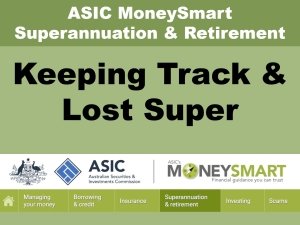 ASIC MoneySmart
Superannuation & Retirement
Keeping Track &
Lost Super
ASIC
Australian Securities &
Investments Commission
ASIC's
MONEYSMART
Financial guidance you can trust
Managing
your money
Borrowing
& credit
Insurance
Superannuation
& retirement
Investing
Scams